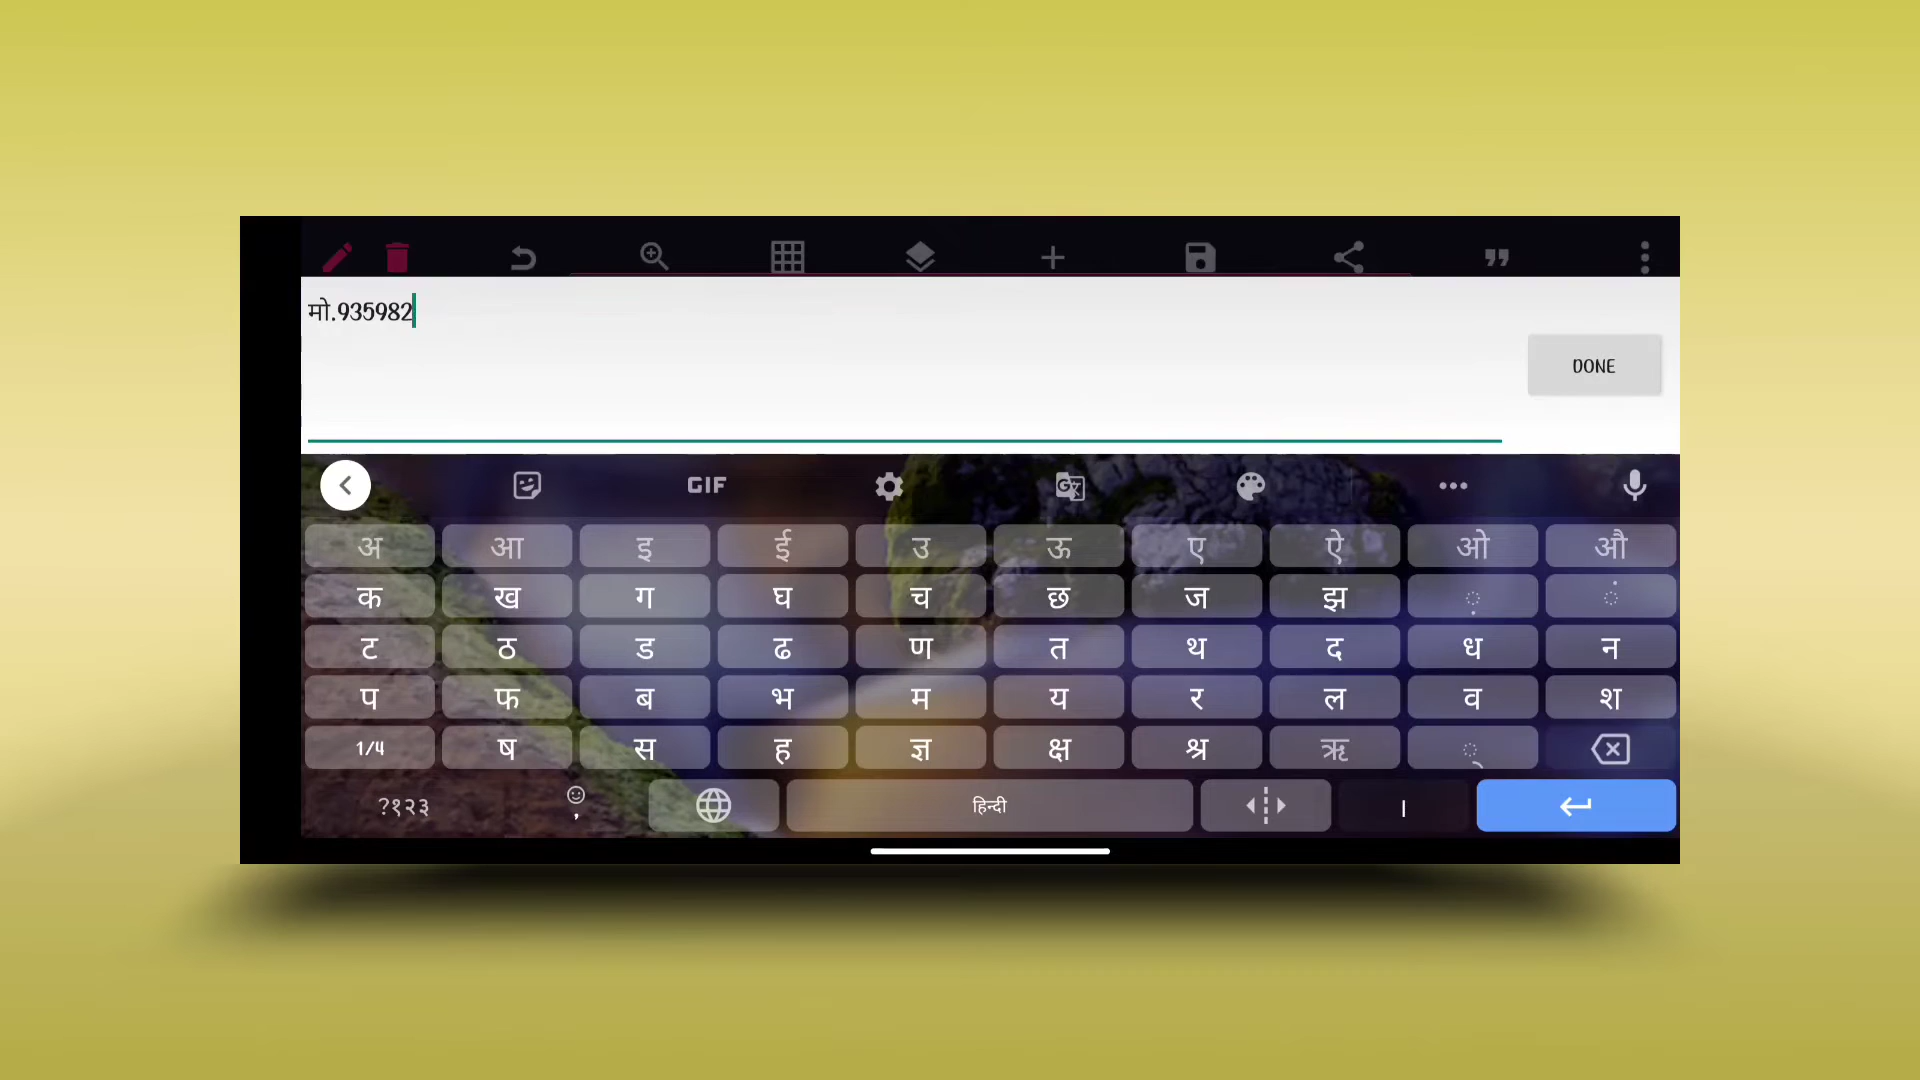 मो.935982
DONE
GIF
अ आ इ ई उ ऊ ए ऐ ओ औ
क ख ग घ च छ ज झ ़ ं
ट ठ ड ढ ण त थ द ध न
प फ ब भ म य र ल व श
1/4 ष स ह ज्ञ क्ष श्र ऋ ्
?१२३ , हिन्दी ।